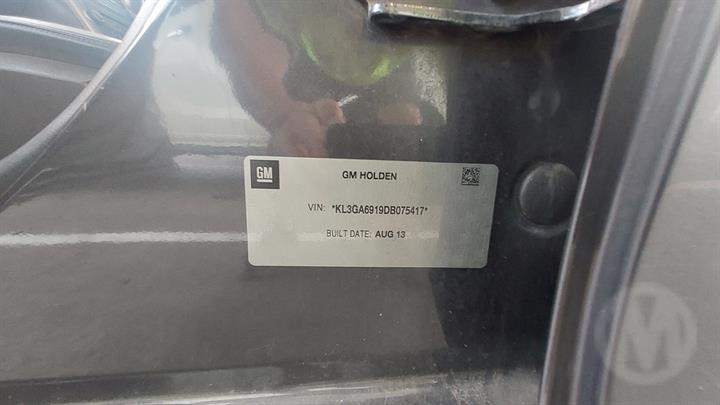 GM
GM HOLDEN
VIN: *KL3GA6919DB075417*
BUILT DATE: AUG 13
M